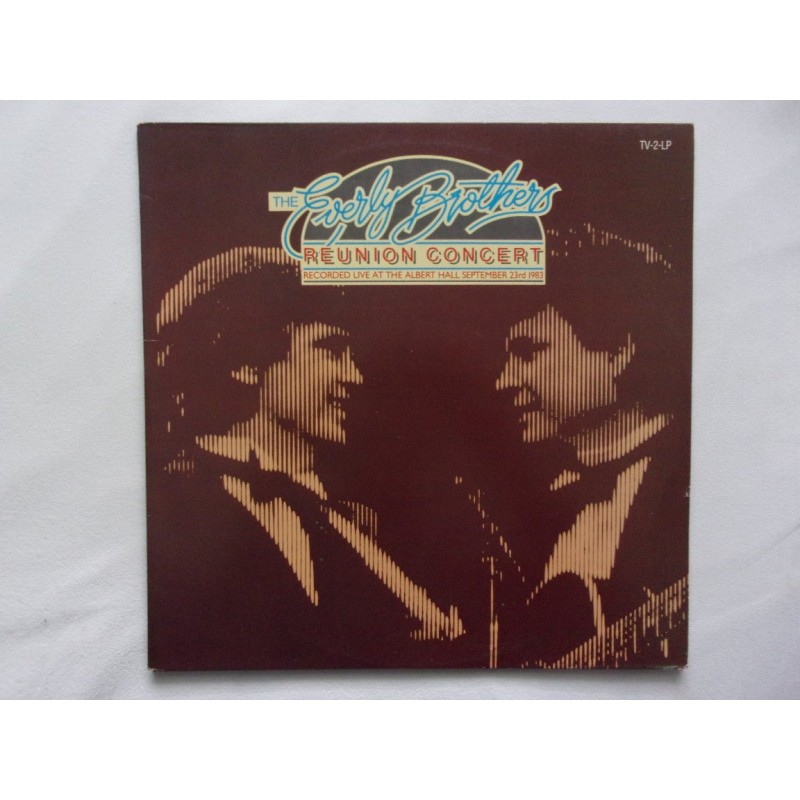 TV-2-LP
THE Everly Brothers
REUNION CONCERT
RECORDED LIVE AT THE ALBERT HALL SEPTEMBER 23rd 1983